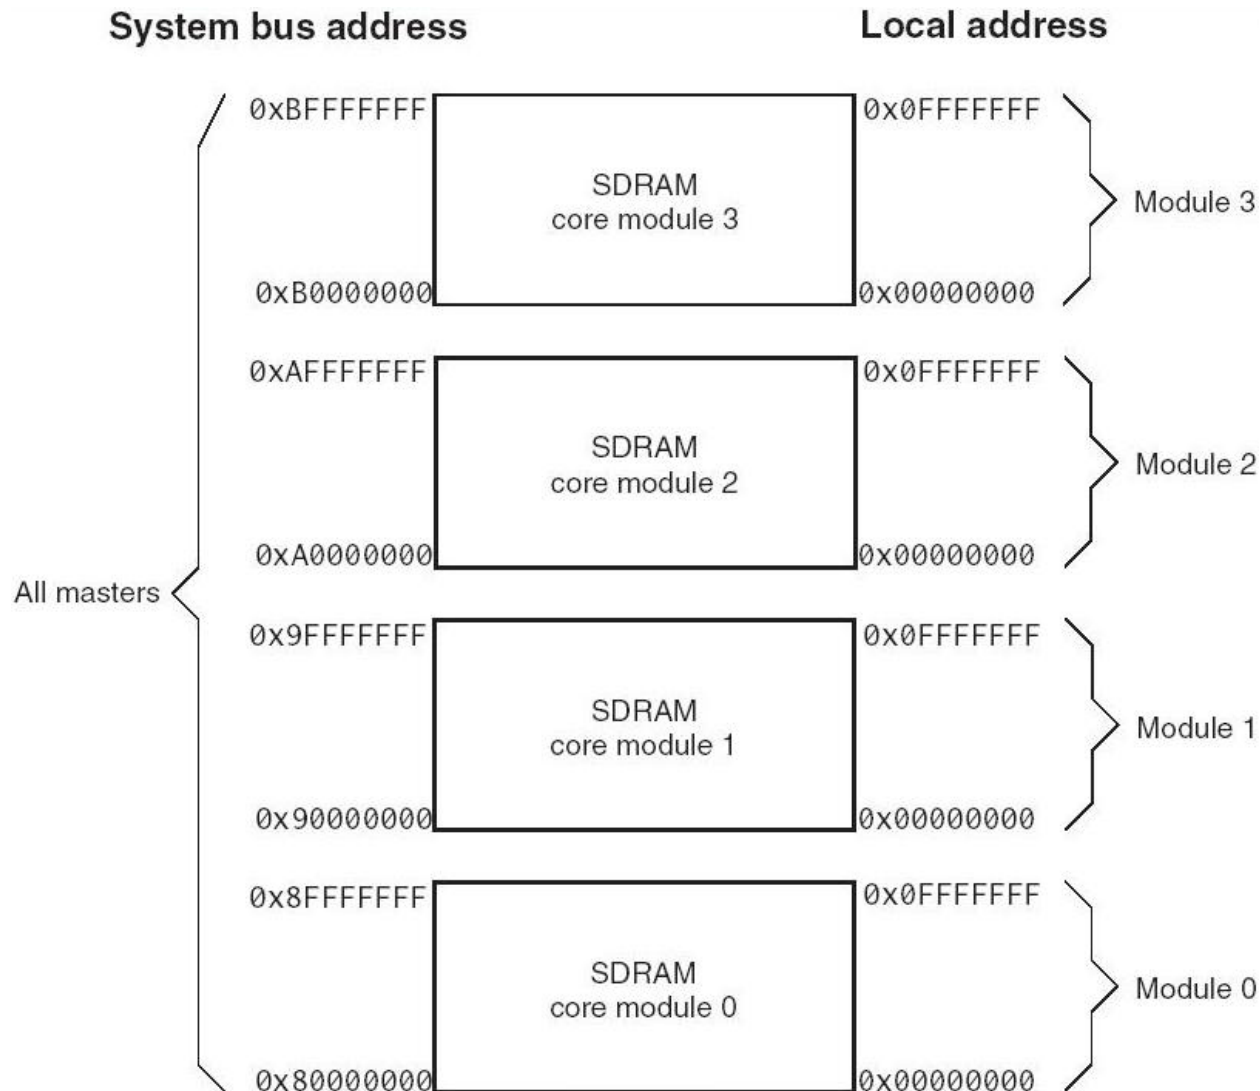 System bus address
Local address
0xBFFFFFFF
0x0FFFFFFF
SDRAM
core module 3
Module 3
0xB0000000
0x00000000
0xAFFFFFFF
0x0FFFFFFF
SDRAM
core module 2
Module 2
0xA0000000
0x00000000
All masters
0x9FFFFFFF
0x0FFFFFFF
SDRAM
core module 1
Module 1
0x90000000
0x00000000
0x8FFFFFFF
0x0FFFFFFF
SDRAM
core module 0
Module 0
0x80000000
0x00000000